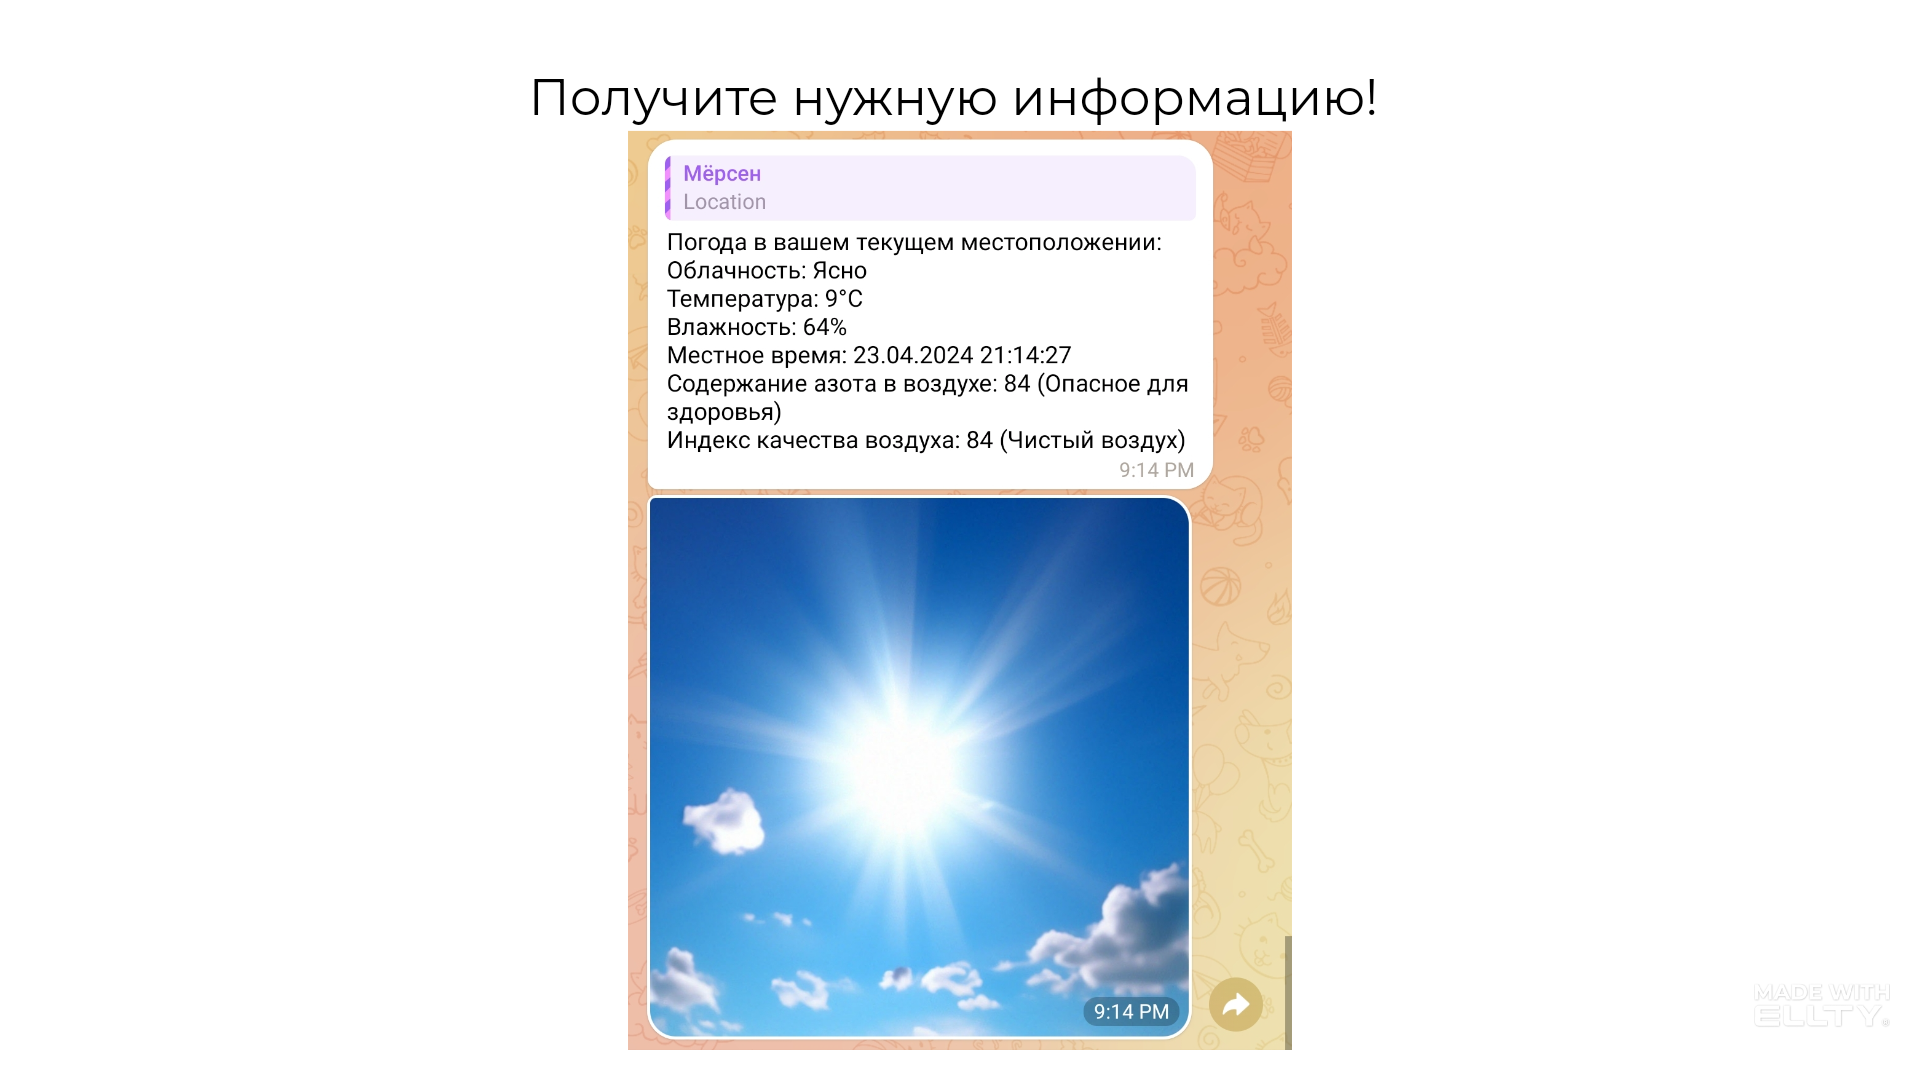 Получите нужную информацию!
Мёрсен
Location
Погода в вашем текущем местоположении:
Облачность: Ясно
Температура: 9°C
Влажность: 64%
Местное время: 23.04.2024 21:14:27
Содержание азота в воздухе: 84 (Опасное для
здоровья)
Индекс качества воздуха: 84 (Чистый воздух)
9:14 PM
9:14 PM
MADE WITH
ELLTY.